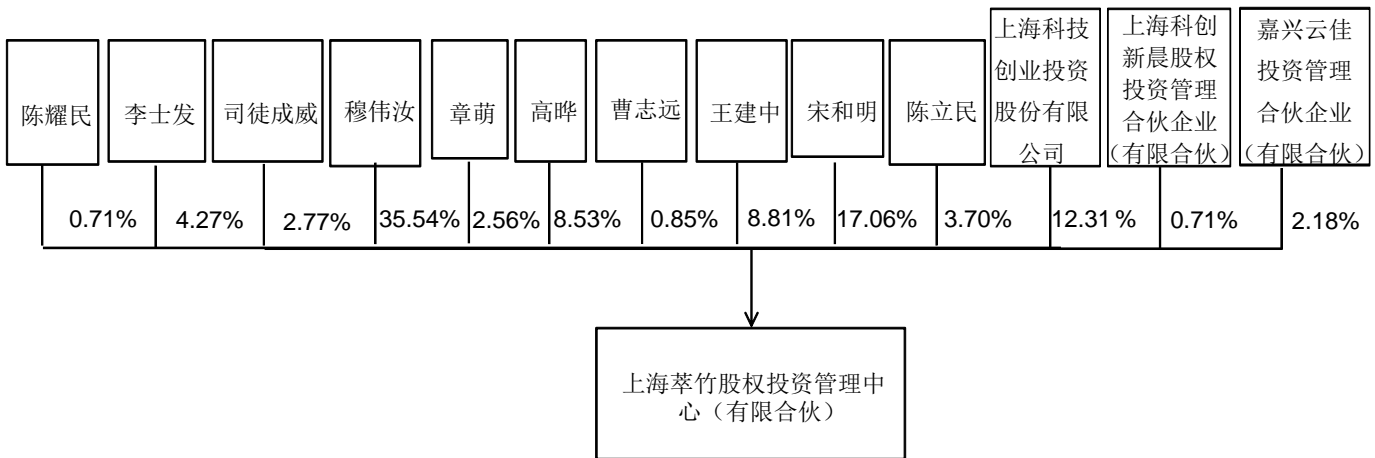 陈耀民
李士发
司徒成威
穆伟汝
章萌
高晔
曹志远
王建中
宋和明
陈立民
上海科技
创业投资
股份有限
公司
上海科创
新晨股权
投资管理
合伙企业
（有限合伙）
嘉兴云佳
投资管理
合伙企业
（有限合伙）
0.71%
4.27%
2.77%
35.54%
2.56%
8.53%
0.85%
8.81%
17.06%
3.70%
12.31 %
0.71%
2.18%
上海萃竹股权投资管理中
心（有限合伙）